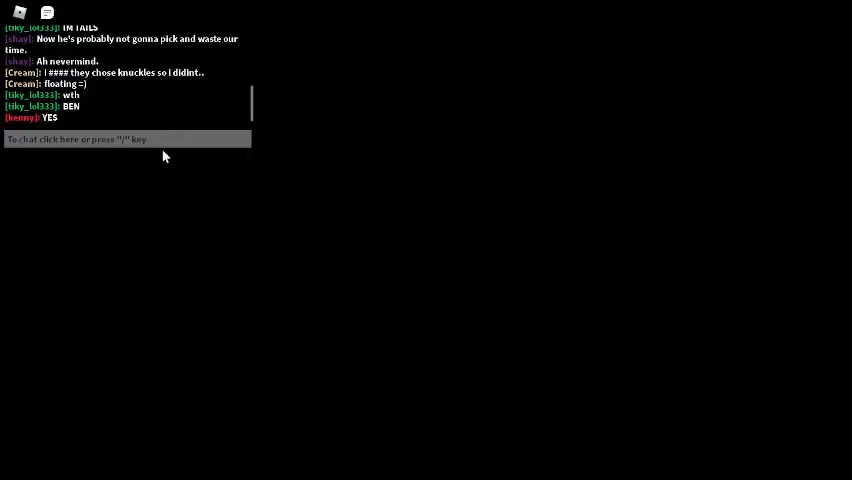 [tiky_lol333]: IM TAILS
[shay]: Now he's probably not gonna pick and waste our
time.
[shay]: Ah nevermind.
[Cream]: i #### they chose knuckles so i didint..
[Cream]: floating =)
[tiky_lol333]: wth
[tiky_lol333]: BEN
[kenny]: YES
To chat click here or press "/" key